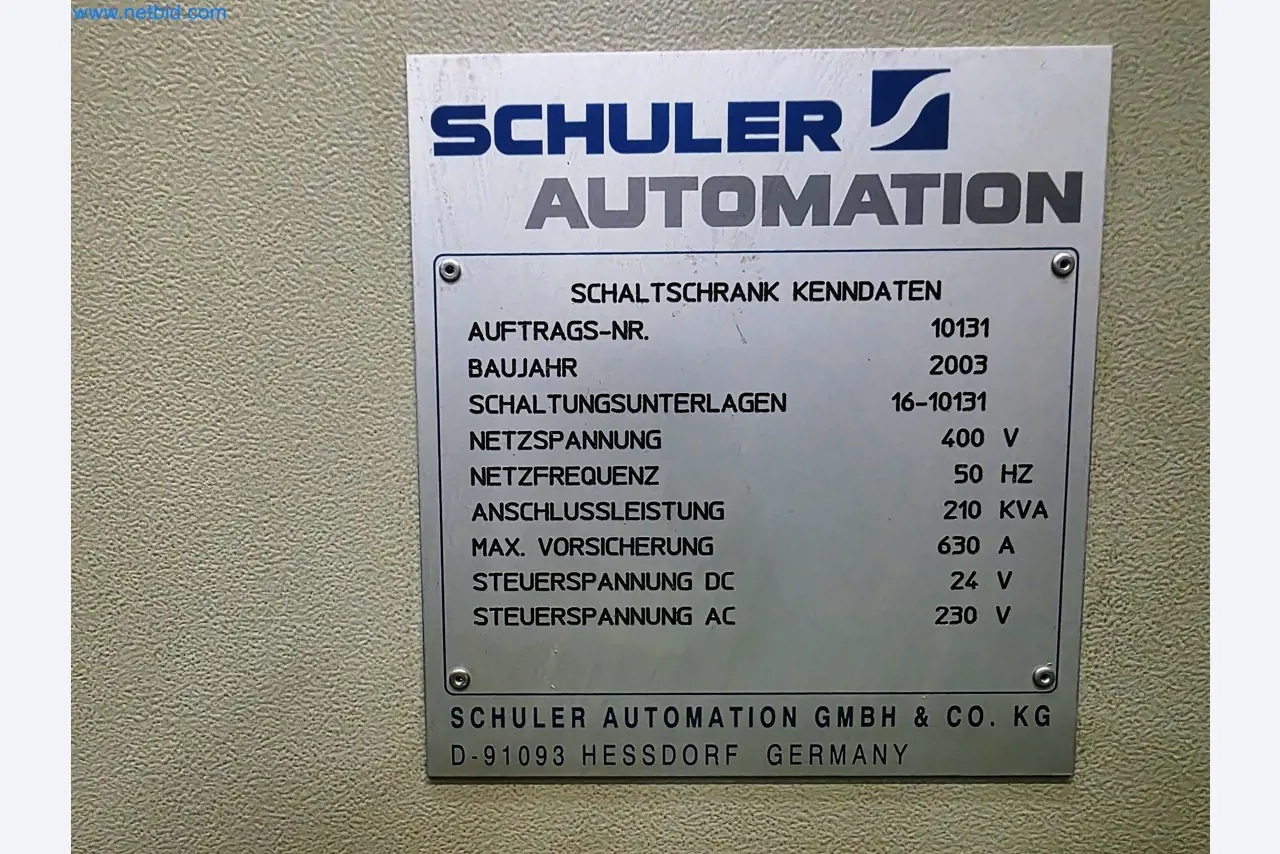 www.netbid.com
SCHULER
AUTOMATION
SCHALTSCHRANK KENNDATEN
AUFTRAGS-NR. 10131
BAUJAHR 2003
SCHALTUNGSUNTERLAGEN 16-10131
NETZSPANNUNG 400 V
NETZFREQUENZ 50 HZ
ANSCHLUSSLEISTUNG 210 KVA
MAX. VORSICHERUNG 630 A
STEUERSPANNUNG DC 24 V
STEUERSPANNUNG AC 230 V
SCHULER AUTOMATION GMBH & CO. KG
D-91093 HESSDORF GERMANY